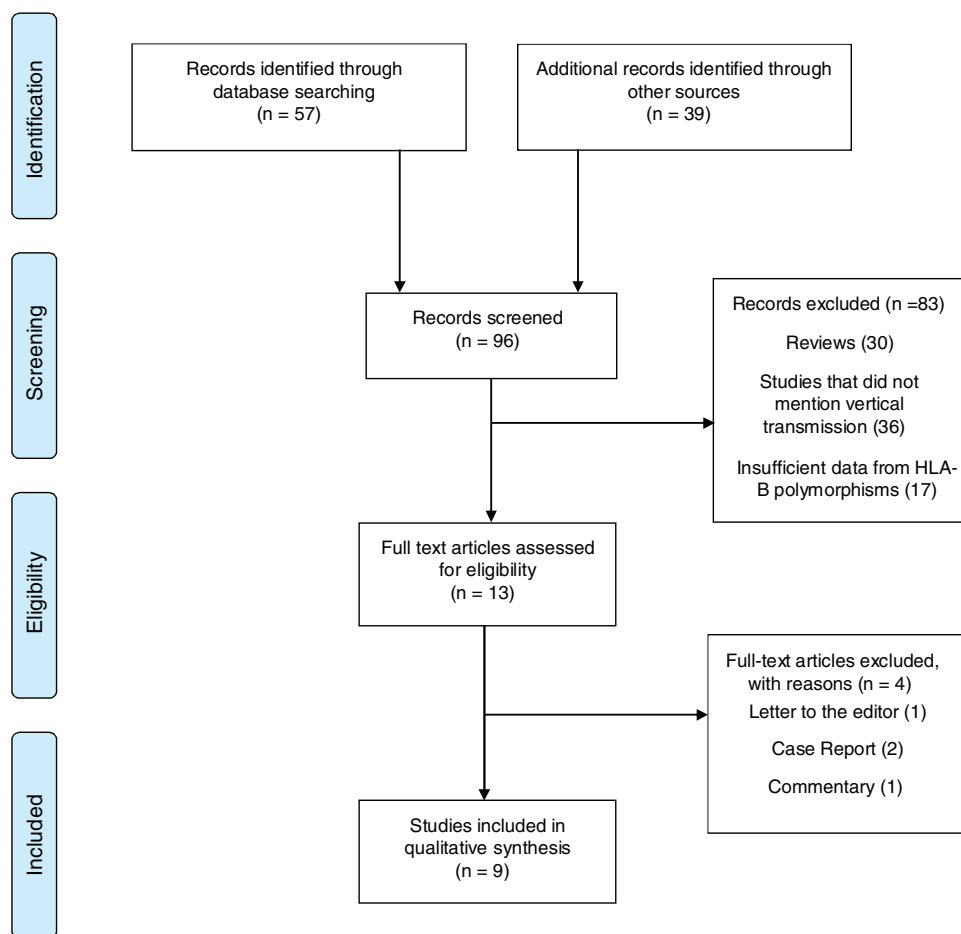 Identification
Records identified through
database searching
(n = 57)
Additional records identified through
other sources
(n = 39)
Screening
Records screened
(n = 96)
Records excluded (n =83)
Reviews (30)
Studies that did not
mention vertical
transmission (36)
Insufficient data from HLA-
B polymorphisms (17)
Eligibility
Full text articles assessed
for eligibility
(n = 13)
Full-text articles excluded,
with reasons (n = 4)
Letter to the editor (1)
Case Report (2)
Commentary (1)
Included
Studies included in
qualitative synthesis
(n = 9)